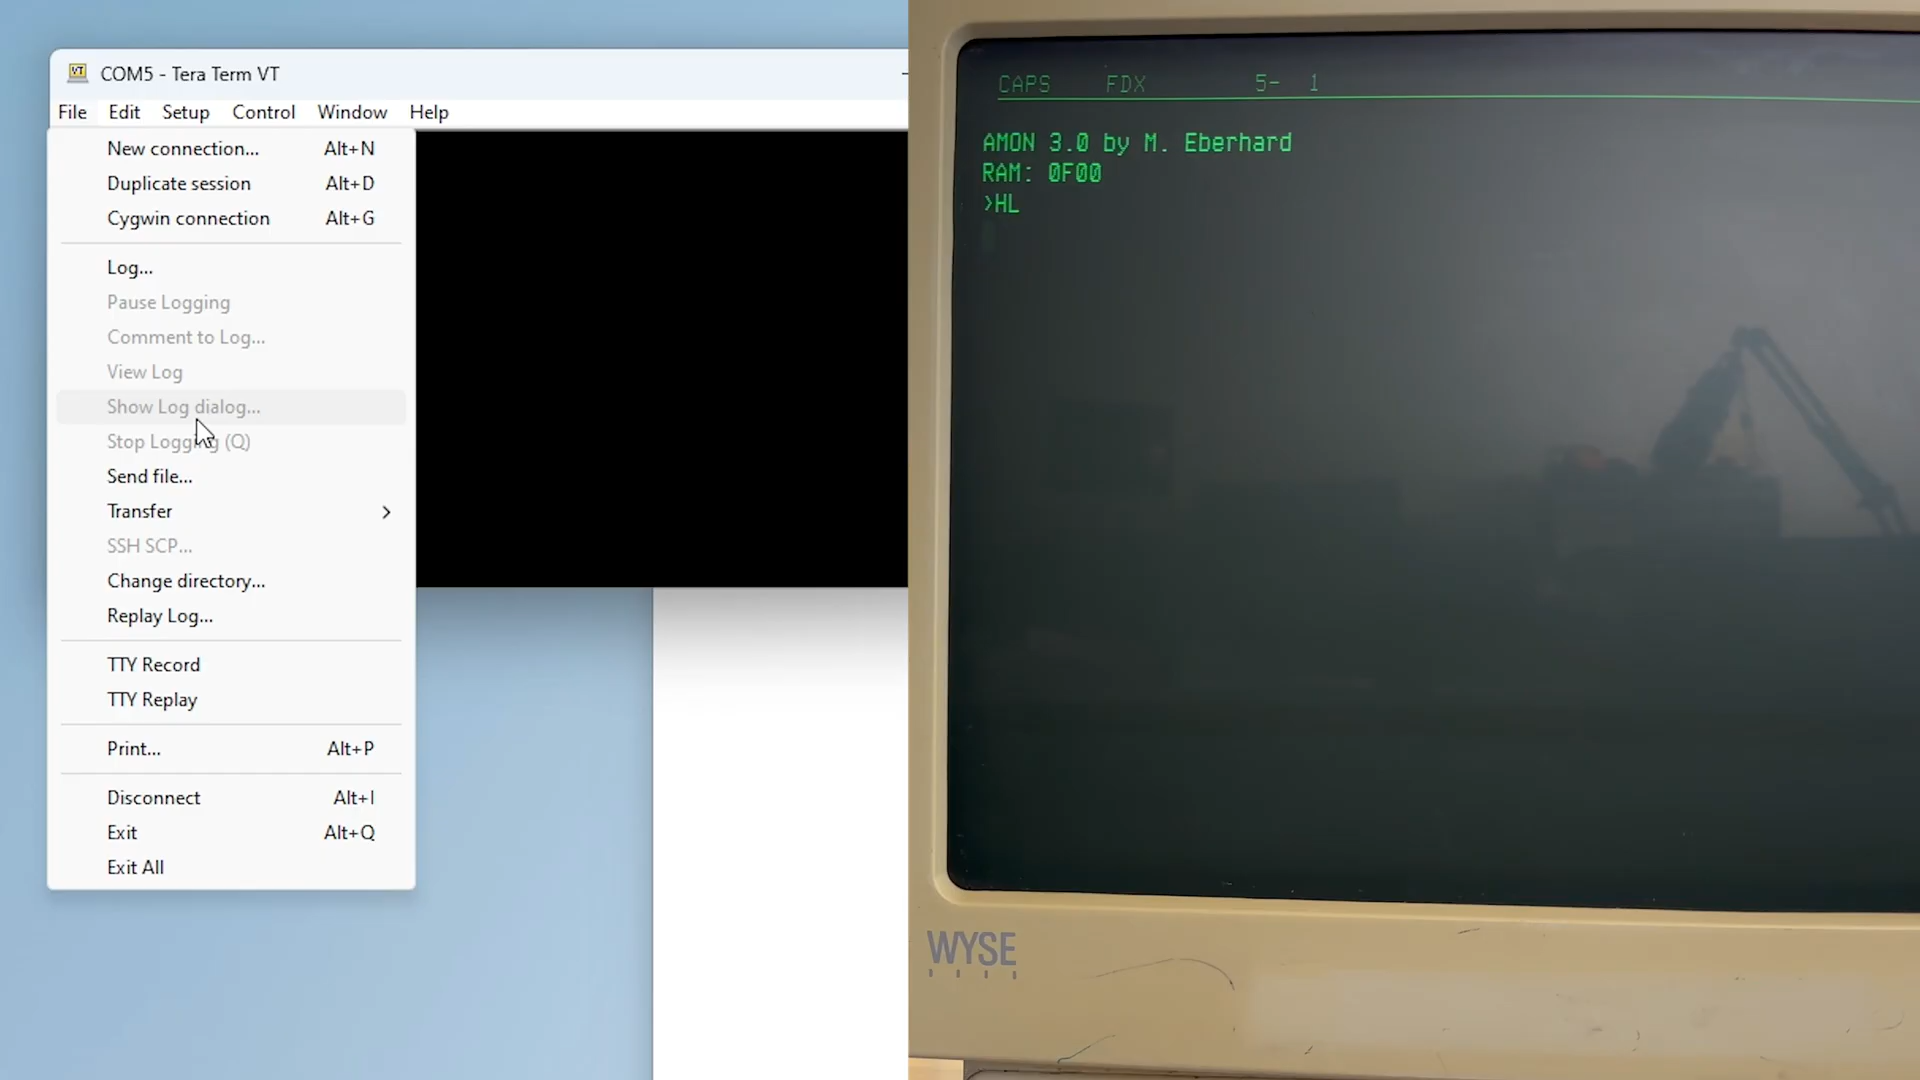 COM5 - Tera Term VT
File Edit Setup Control Window Help
New connection... Alt+N
Duplicate session Alt+D
Cygwin connection Alt+G
Log...
Pause Logging
Comment to Log...
View Log
Show Log dialog...
Stop Logging (Q)
Send file...
Transfer
SSH SCP...
Change directory...
Replay Log...
TTY Record
TTY Replay
Print... Alt+P
Disconnect Alt+I
Exit Alt+Q
Exit All
CAPS FDX 5- 1
AMON 3.0 by M. Eberhard
RAM: 0F00
>HL
WYSE